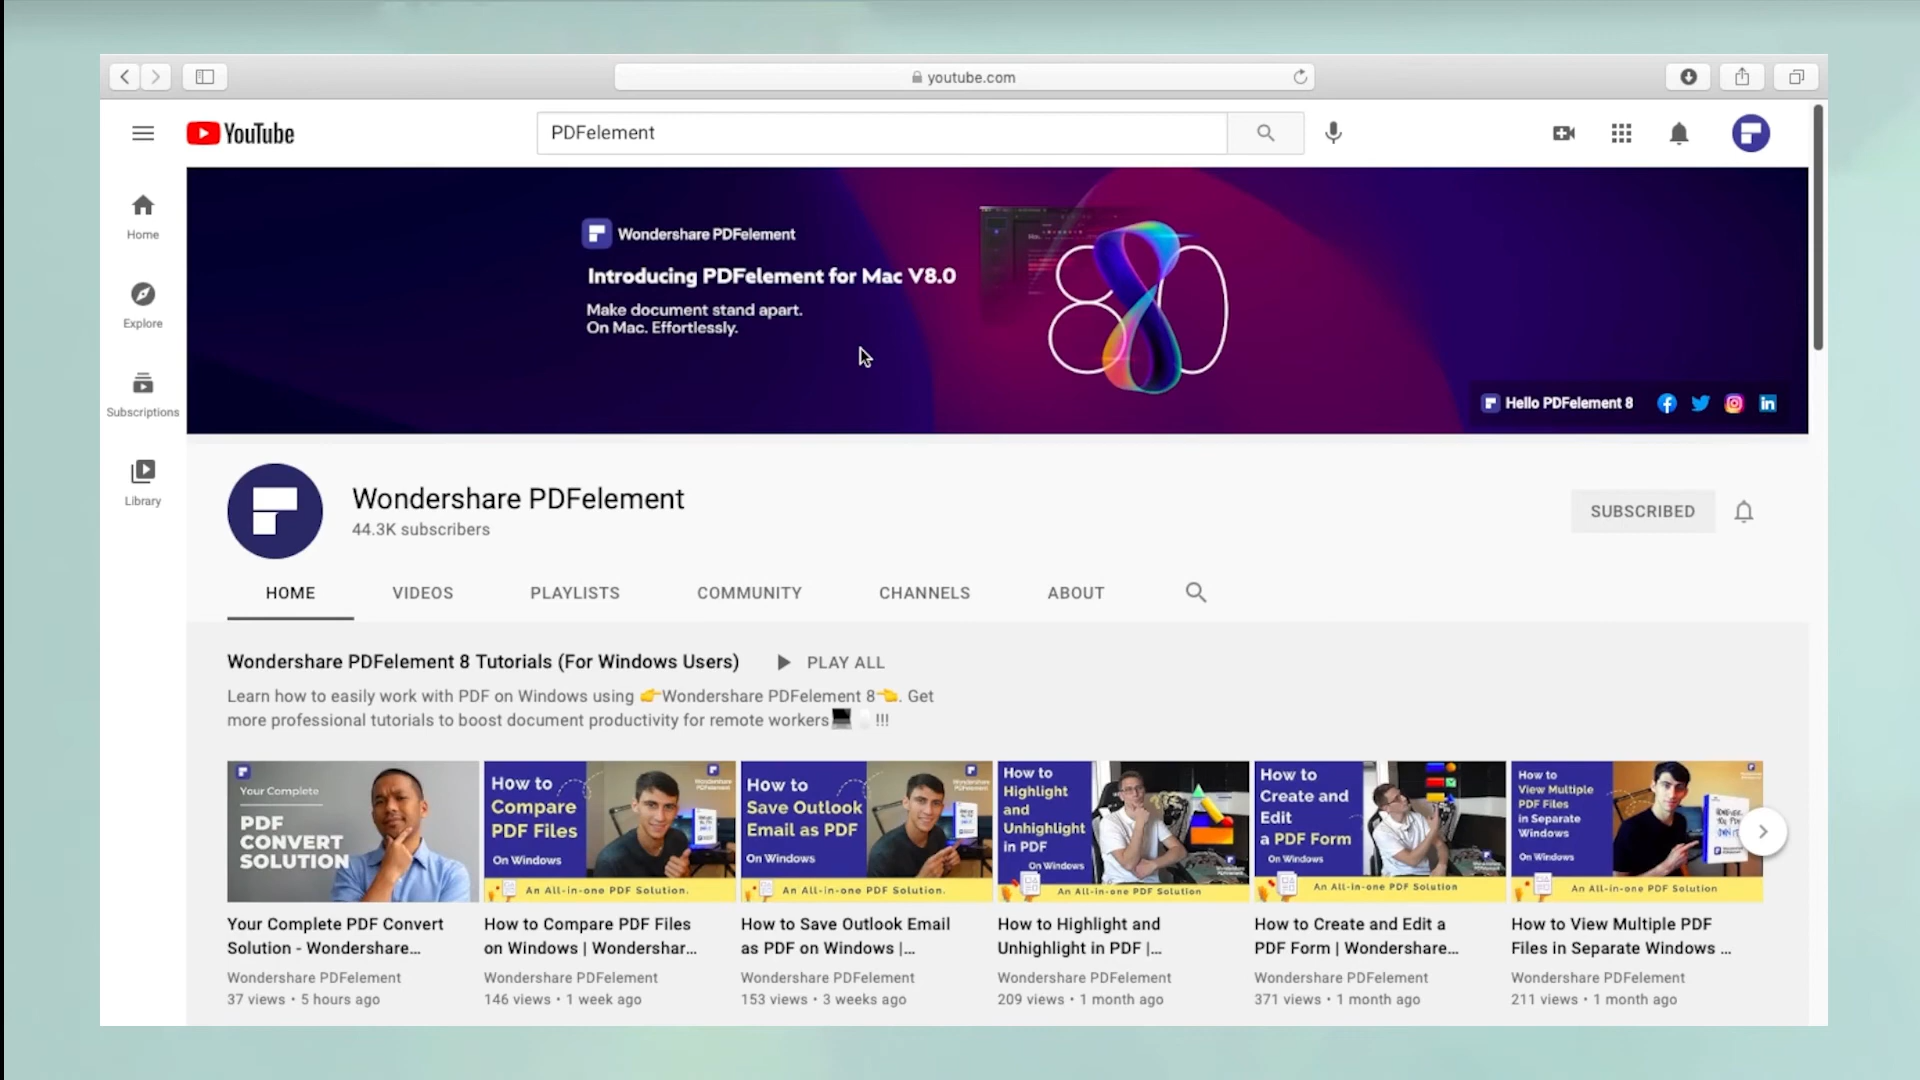 youtube.com
YouTube
PDFelement
Home
Explore
Subscriptions
Library
Wondershare PDFelement
Introducing PDFelement for Mac V8.0
Make document stand apart.
On Mac. Effortlessly.
80
Hello PDFelement 8
Wondershare PDFelement
44.3K subscribers
SUBSCRIBED
HOME
VIDEOS
PLAYLISTS
COMMUNITY
CHANNELS
ABOUT
Wondershare PDFelement 8 Tutorials (For Windows Users)
PLAY ALL
Learn how to easily work with PDF on Windows using 👉Wondershare PDFelement 8👈. Get
more professional tutorials to boost document productivity for remote workers💻 !!!
Your Complete
PDF
CONVERT
SOLUTION
How to
Compare
PDF Files
On Windows
An All-in-one PDF Solution.
How to
Save Outlook
Email as PDF
On Windows
An All-in-one PDF Solution.
How to
Highlight
and
Unhighlight
in PDF
On Windows
An All-in-one PDF Solution
How to
Create and
Edit
a PDF Form
On Windows
An All-in-one PDF Solution
How to
View Multiple
PDF Files
in Separate
Windows
On Windows
An All-in-one PDF Solution
Your Complete PDF Convert
Solution - Wondershare...
Wondershare PDFelement
37 views • 5 hours ago
How to Compare PDF Files
on Windows | Wondershar...
Wondershare PDFelement
146 views • 1 week ago
How to Save Outlook Email
as PDF on Windows |...
Wondershare PDFelement
153 views • 3 weeks ago
How to Highlight and
Unhighlight in PDF |...
Wondershare PDFelement
209 views • 1 month ago
How to Create and Edit a
PDF Form | Wondershare...
Wondershare PDFelement
371 views • 1 month ago
How to View Multiple PDF
Files in Separate Windows ...
Wondershare PDFelement
211 views • 1 month ago